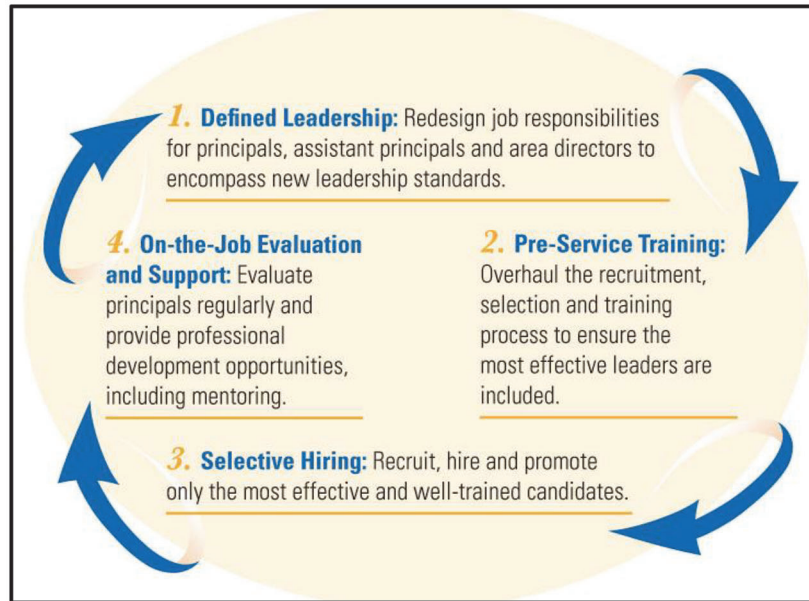 1. Defined Leadership: Redesign job responsibilities
for principals, assistant principals and area directors to
encompass new leadership standards.
2. Pre-Service Training:
Overhaul the recruitment,
selection and training
process to ensure the
most effective leaders are
included.
3. Selective Hiring: Recruit, hire and promote
only the most effective and well-trained candidates.
4. On-the-Job Evaluation
and Support: Evaluate
principals regularly and
provide professional
development opportunities,
including mentoring.